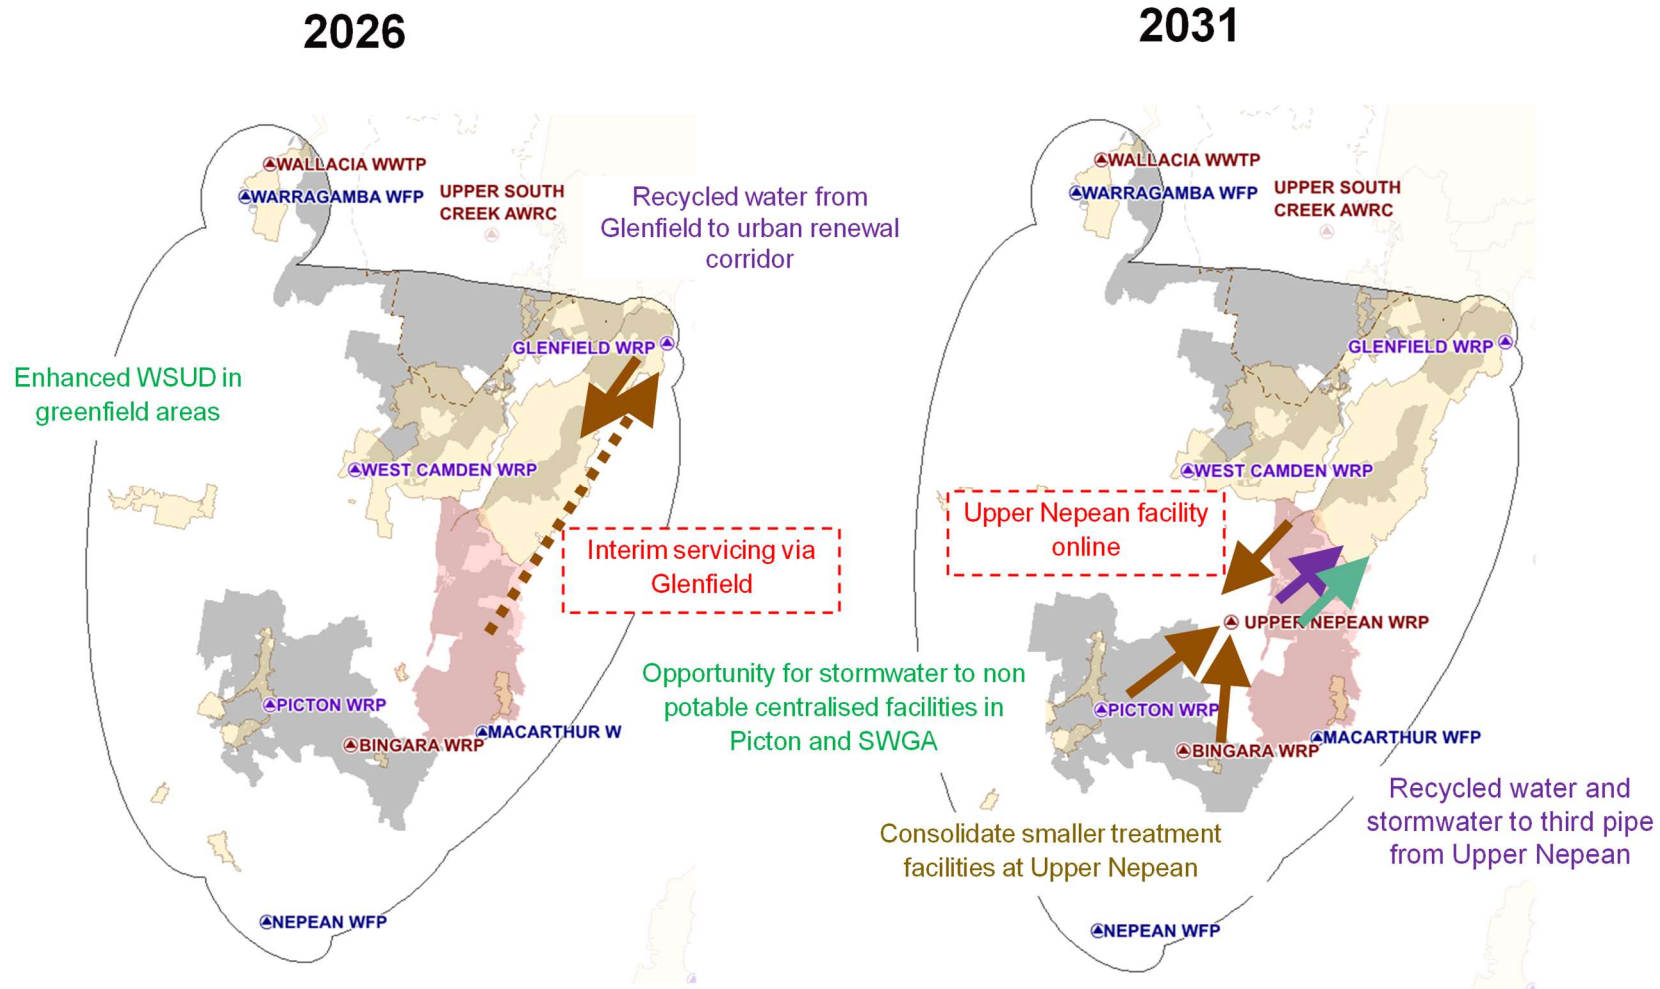 2026
WALLACIA WWTP
WARRAGAMBA WFP
UPPER SOUTH
CREEK AWRC
Recycled water from
Glenfield to urban renewal
corridor
GLENFIELD WRP
Enhanced WSUD in
greenfield areas
WEST CAMDEN WRP
Interim servicing via
Glenfield
Opportunity for stormwater to non
potable centralised facilities in
Picton and SWGA
PICTON WRP
BINGARA WRP
MACARTHUR W
NEPEAN WFP
2031
WALLACIA WWTP
WARRAGAMBA WFP
UPPER SOUTH
CREEK AWRC
GLENFIELD WRP
WEST CAMDEN WRP
Upper Nepean facility
online
UPPER NEPEAN WRP
PICTON WRP
BINGARA WRP
MACARTHUR WFP
Recycled water and
stormwater to third pipe
from Upper Nepean
Consolidate smaller treatment
facilities at Upper Nepean
NEPEAN WFP